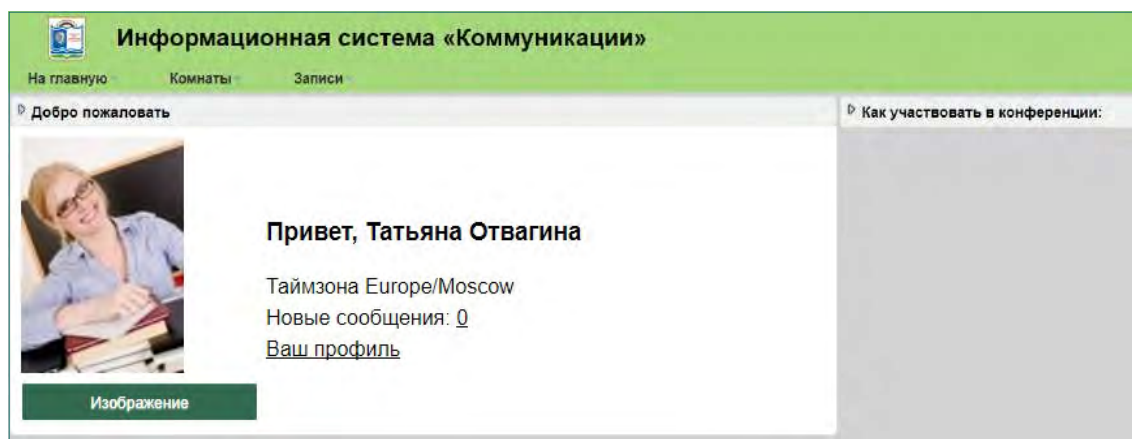 Информационная система «Коммуникации»
На главную
Комнаты
Записи
Добро пожаловать
Как участвовать в конференции:
Привет, Татьяна Отвагина
Таймзона Europe/Moscow
Новые сообщения: 0
Ваш профиль
Изображение